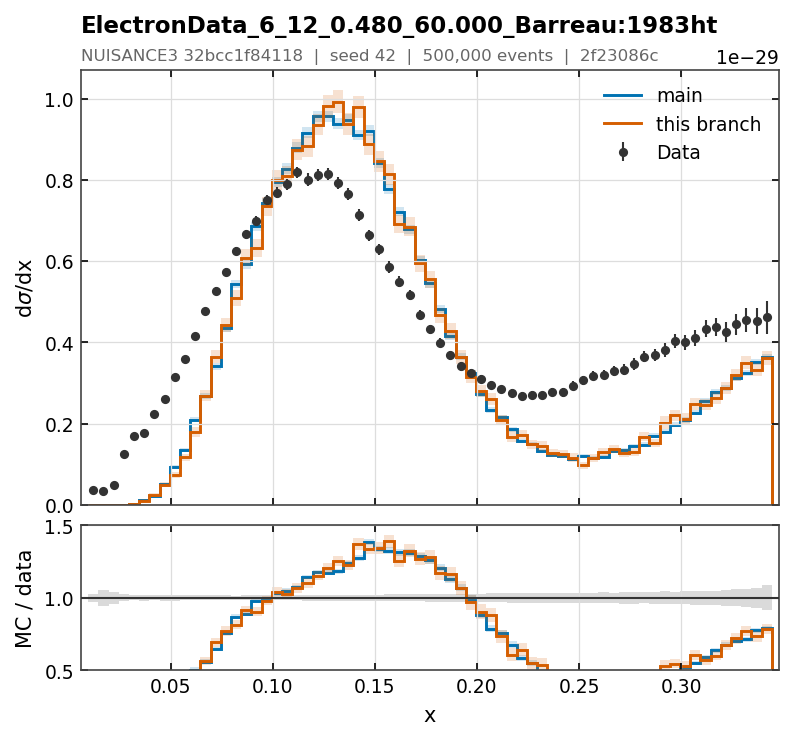 ElectronData_6_12_0.480_60.000_Barreau:1983ht
NUISANCE3 32bcc1f84118 | seed 42 | 500,000 events | 2f23086c
1e−29
main
this branch
Data
1.0
0.8
0.6
0.4
0.2
0.0
dσ/dx
1.5
1.0
0.5
MC / data
0.05 0.10 0.15 0.20 0.25 0.30
x